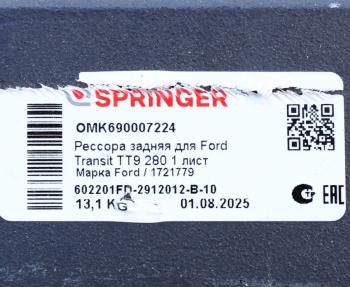 SPRINGER
OMK690007224
Рессора задняя для Ford
Transit TT9 280 1 лист
Марка Ford / 1721779
602201FD-2912012-B-10
13,1 KG 01.08.2025
EAC